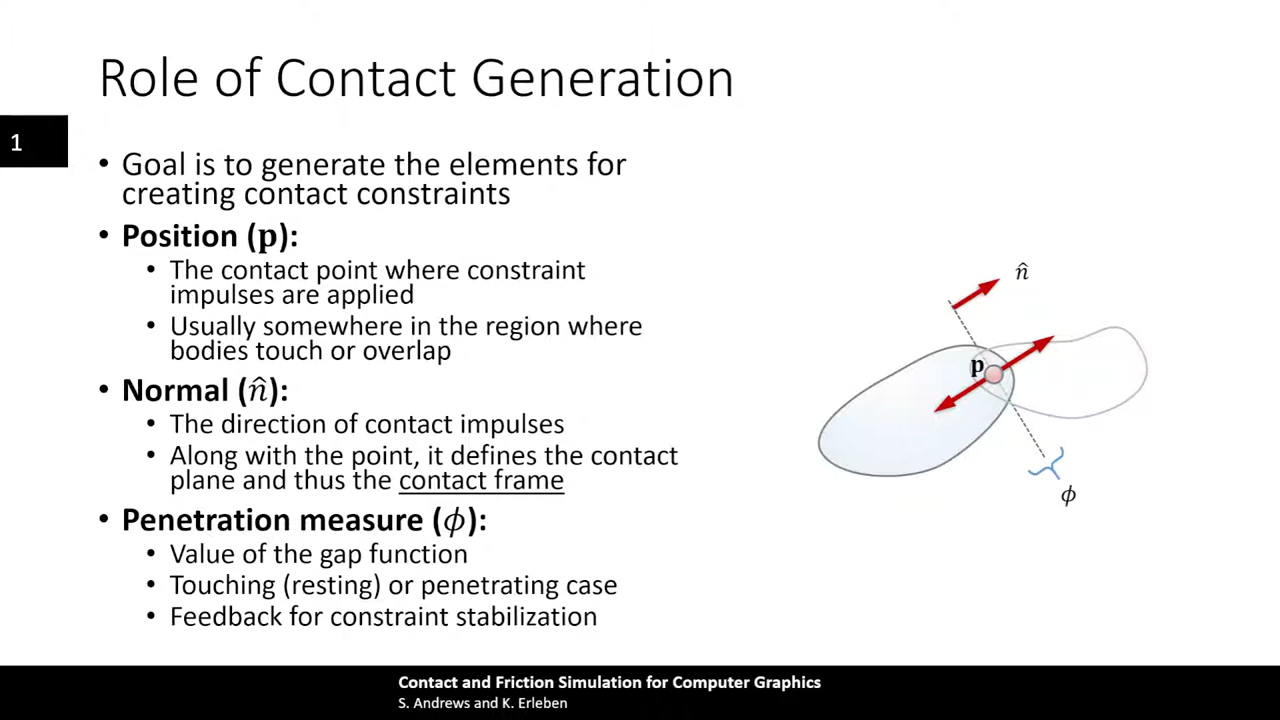 Role of Contact Generation
1
• Goal is to generate the elements for
creating contact constraints
• Position (p):
• The contact point where constraint
impulses are applied
• Usually somewhere in the region where
bodies touch or overlap
• Normal (n̂):
• The direction of contact impulses
• Along with the point, it defines the contact
plane and thus the contact frame
• Penetration measure (ϕ):
• Value of the gap function
• Touching (resting) or penetrating case
• Feedback for constraint stabilization
n̂
p
ϕ
Contact and Friction Simulation for Computer Graphics
S. Andrews and K. Erleben